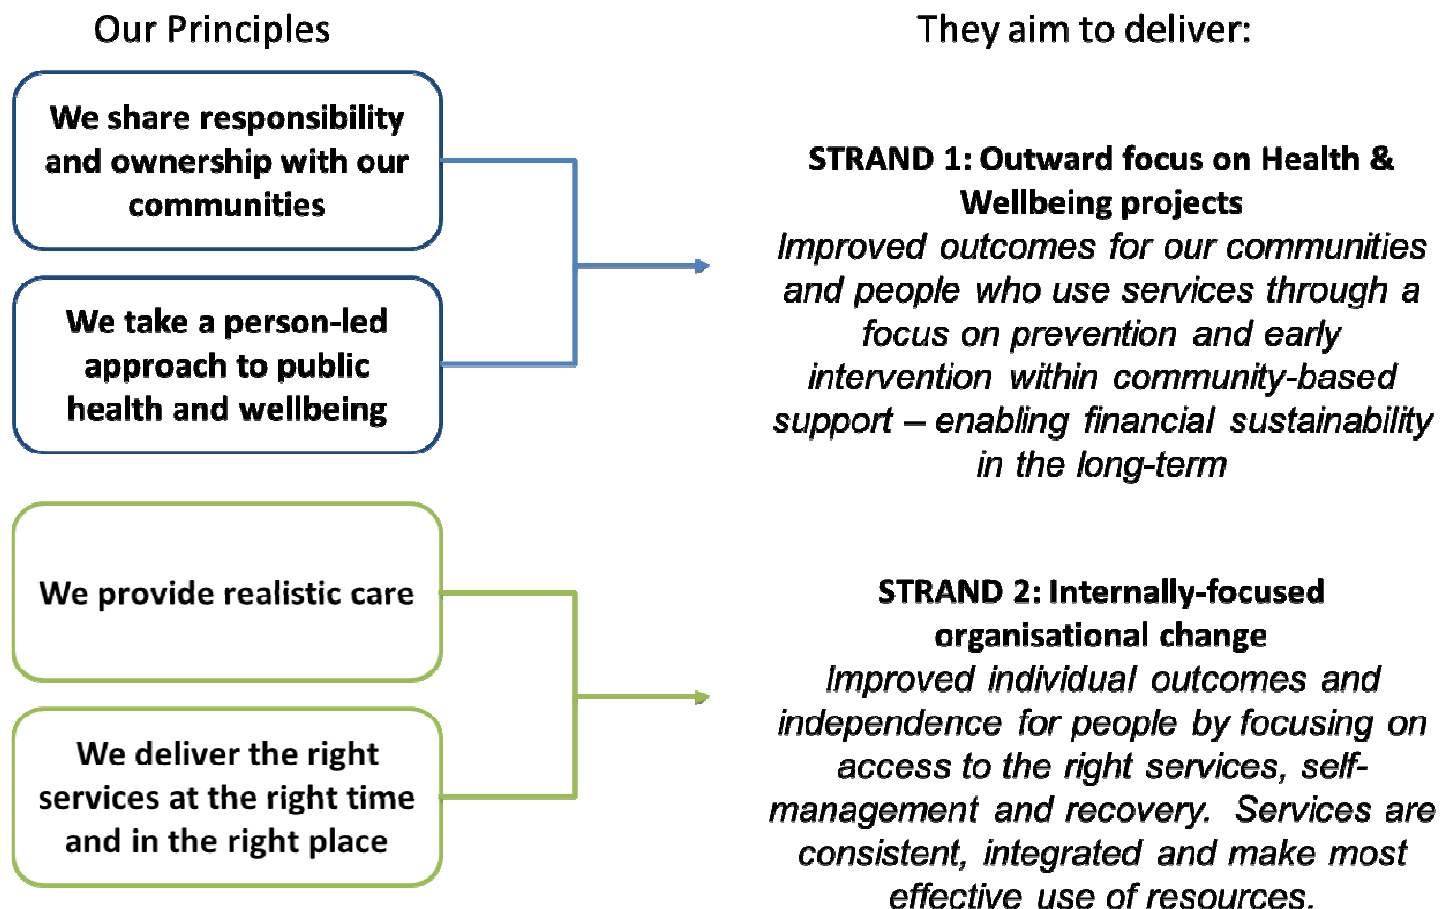 Our Principles
They aim to deliver:
We share responsibility
and ownership with our
communities
STRAND 1: Outward focus on Health &
Wellbeing projects
Improved outcomes for our communities
and people who use services through a
focus on prevention and early
intervention within community-based
support – enabling financial sustainability
in the long-term
We take a person-led
approach to public
health and wellbeing
We provide realistic care
We deliver the right
services at the right time
and in the right place
STRAND 2: Internally-focused
organisational change
Improved individual outcomes and
independence for people by focusing on
access to the right services, self-
management and recovery.  Services are
consistent, integrated and make most
effective use of resources.